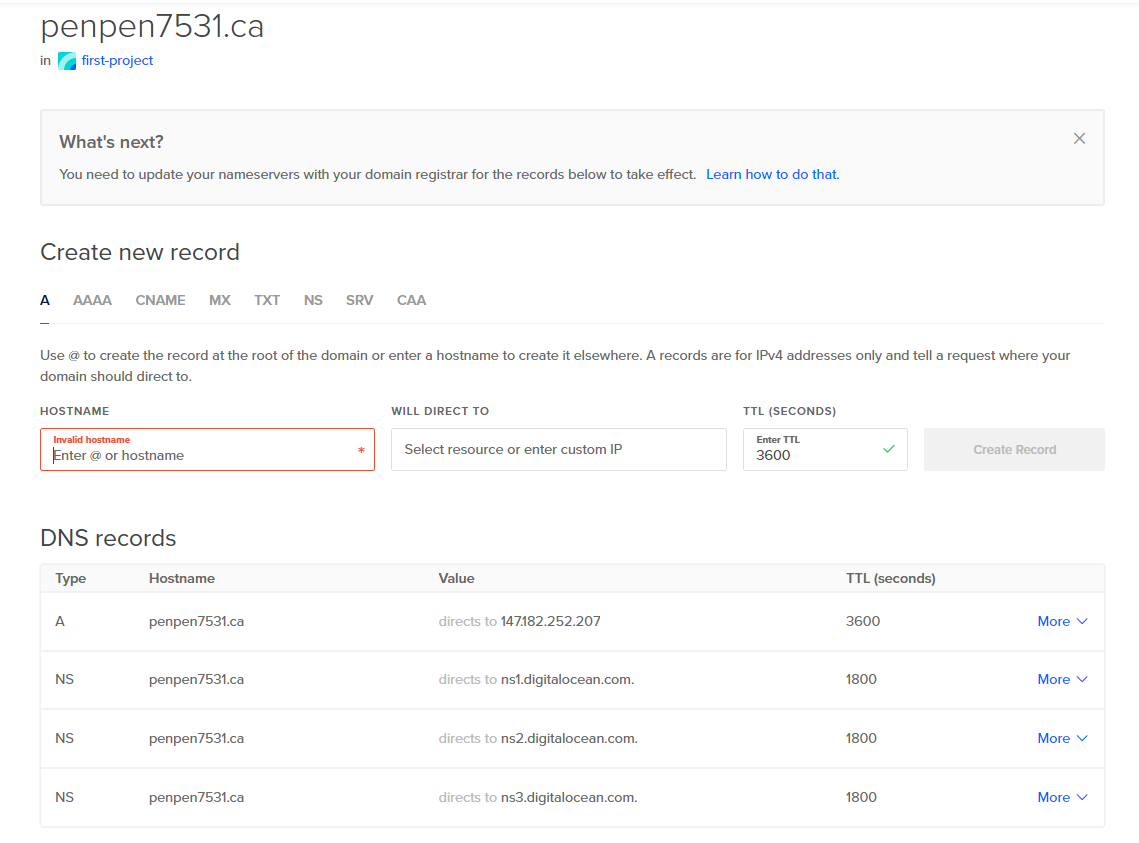 penpen7531.ca
in first-project
What's next?
You need to update your nameservers with your domain registrar for the records below to take effect. Learn how to do that.
Create new record
A AAAA CNAME MX TXT NS SRV CAA
Use @ to create the record at the root of the domain or enter a hostname to create it elsewhere. A records are for IPv4 addresses only and tell a request where your
domain should direct to.
HOSTNAME WILL DIRECT TO TTL (SECONDS)
Invalid hostname Enter TTL
Enter @ or hostname * Select resource or enter custom IP 3600 Create Record
DNS records
Type Hostname Value TTL (seconds)
A penpen7531.ca directs to 147.182.252.207 3600 More
NS penpen7531.ca directs to ns1.digitalocean.com. 1800 More
NS penpen7531.ca directs to ns2.digitalocean.com. 1800 More
NS penpen7531.ca directs to ns3.digitalocean.com. 1800 More